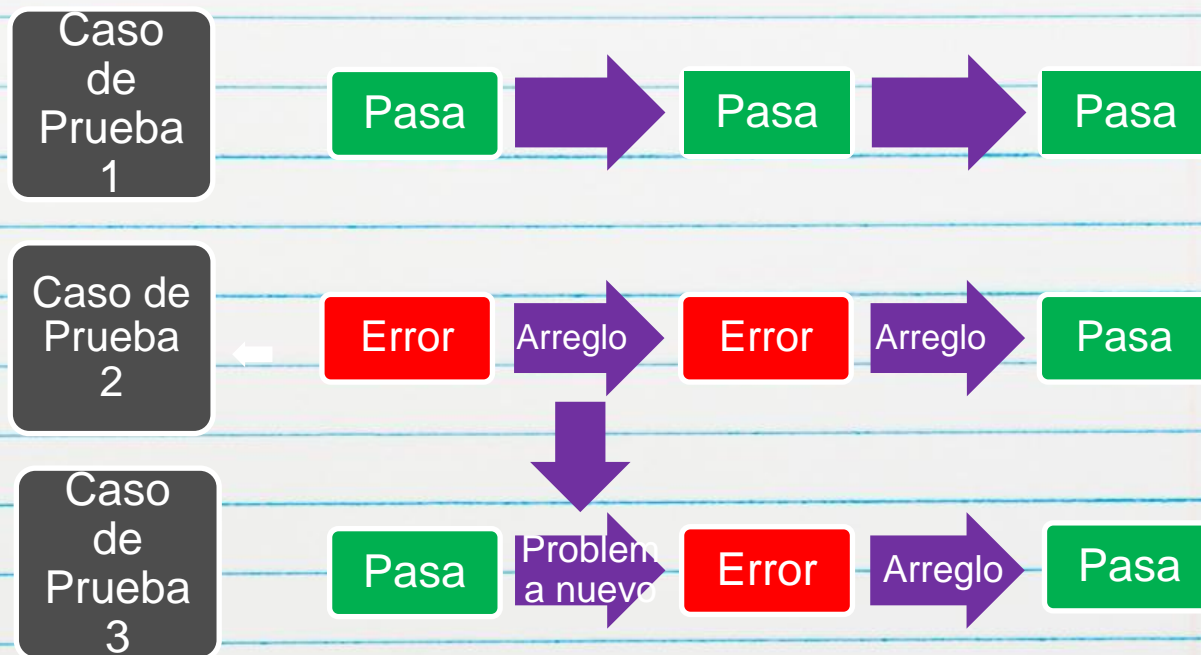 Caso
de
Prueba
1
Pasa
Pasa
Pasa
Caso de
Prueba
2
Error
Arreglo
Error
Arreglo
Pasa
Caso
de
Prueba
3
Pasa
Problem
a nuevo
Error
Arreglo
Pasa